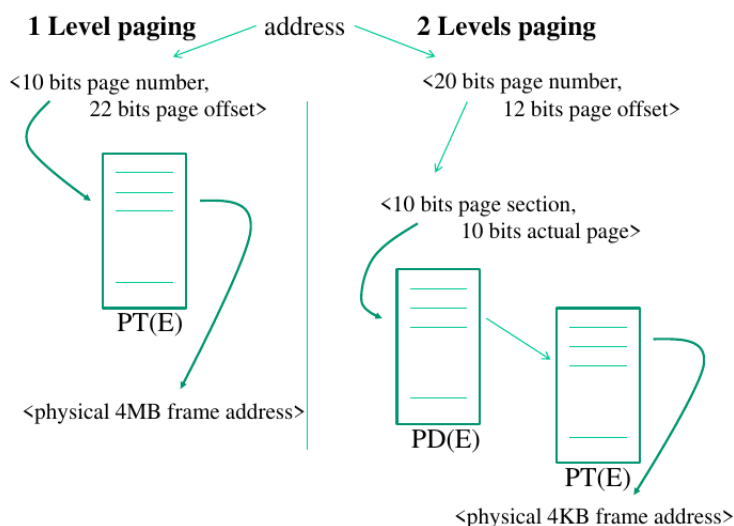 1 Level paging
address
2 Levels paging
<10 bits page number,
22 bits page offset>
PT(E)
<physical 4MB frame address>
<20 bits page number,
12 bits page offset>
<10 bits page section,
10 bits actual page>
PD(E)
PT(E)
<physical 4KB frame address>